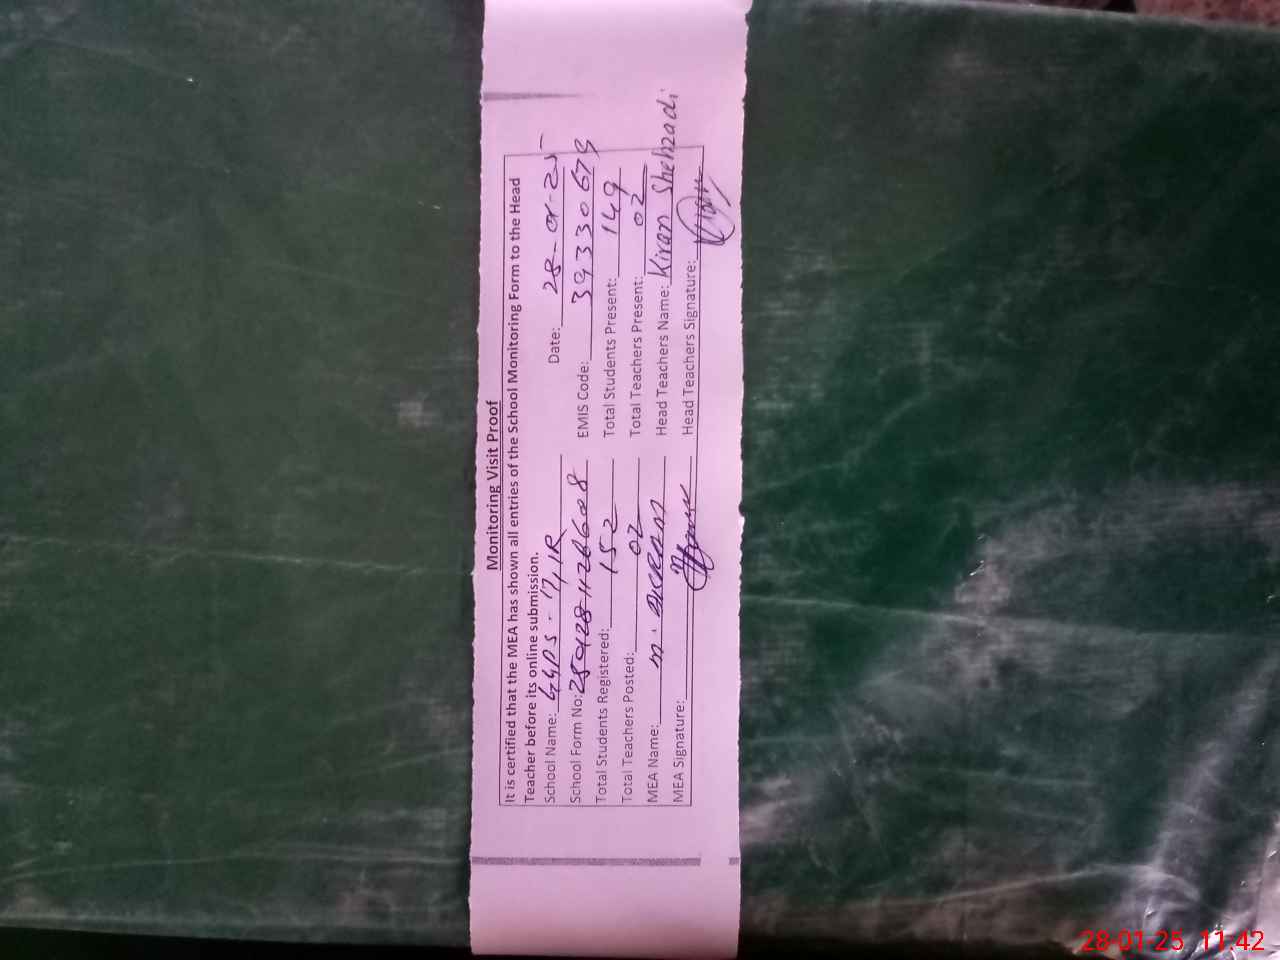 Monitoring Visit Proof
It is certified that the MEA has shown all entries of the School Monitoring Form to the Head
Teacher before its online submission.
School Name: GGPS - 17/1R Date: 28-01-25
School Form No: EMIS Code: 39330679
Total Students Registered: 152 Total Students Present: 149
Total Teachers Posted: 02 Total Teachers Present: 02
MEA Name: M. AKRAM Head Teachers Name: Kiran Shehzadi
MEA Signature: Head Teachers Signature: Kiran
28-01-25 11:42